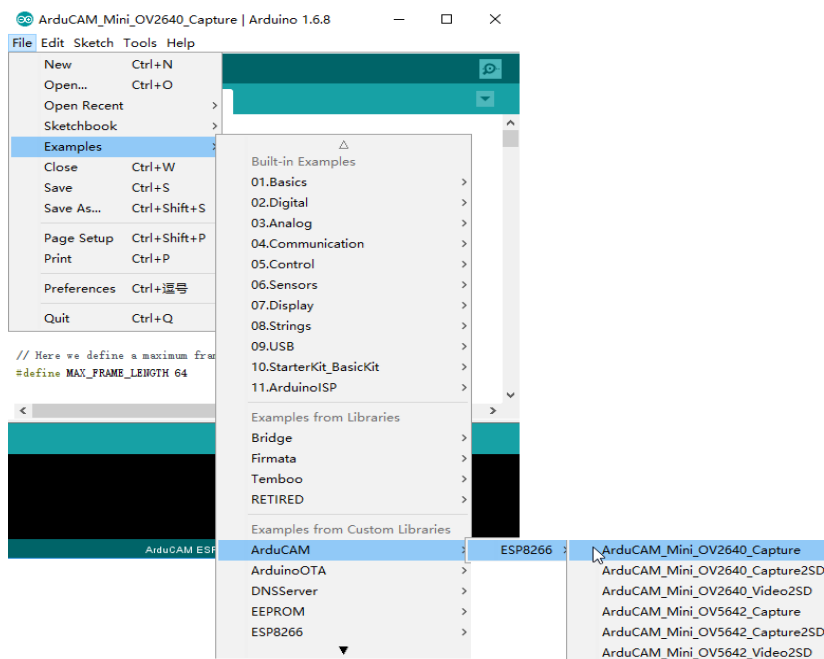 ArduCAM_Mini_OV2640_Capture | Arduino 1.6.8
File Edit Sketch Tools Help
New Ctrl+N
Open... Ctrl+O
Open Recent
Sketchbook
Examples
Close Ctrl+W
Save Ctrl+S
Save As... Ctrl+Shift+S
Page Setup Ctrl+Shift+P
Print Ctrl+P
Preferences Ctrl+逗号
Quit Ctrl+Q
// Here we define a maximum fra
#define MAX_FRAME_LENGTH 64
ArduCAM ESP
Built-in Examples
01.Basics
02.Digital
03.Analog
04.Communication
05.Control
06.Sensors
07.Display
08.Strings
09.USB
10.StarterKit_BasicKit
11.ArduinoISP
Examples from Libraries
Bridge
Firmata
Temboo
RETIRED
Examples from Custom Libraries
ArduCAM
ArduinoOTA
DNSServer
EEPROM
ESP8266
ESP8266
ArduCAM_Mini_OV2640_Capture
ArduCAM_Mini_OV2640_Capture2SD
ArduCAM_Mini_OV2640_Video2SD
ArduCAM_Mini_OV5642_Capture
ArduCAM_Mini_OV5642_Capture2SD
ArduCAM_Mini_OV5642_Video2SD